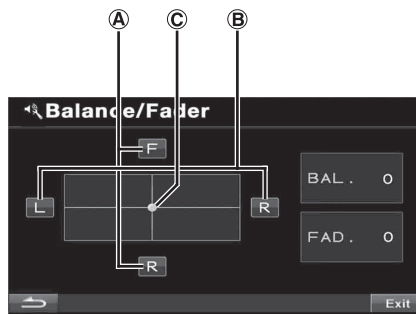 A C B
Balance/Fader
F
L R
BAL. 0
FAD. 0
R
Exit